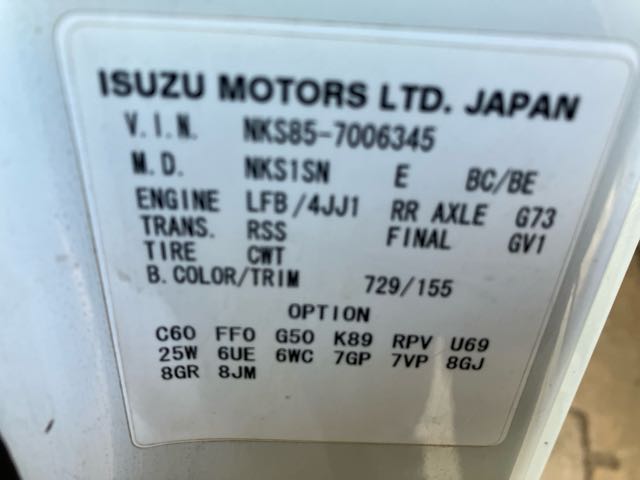 ISUZU MOTORS LTD. JAPAN
V.I.N. NKS85-7006345
M.D. NKS1SN E BC/BE
ENGINE LFB/4JJ1 RR AXLE G73
TRANS. RSS FINAL GV1
TIRE CWT
B.COLOR/TRIM 729/155
OPTION
C60 FF0 G50 K89 RPV U69
25W 6UE 6WC 7GP 7VP 8GJ
8GR 8JM